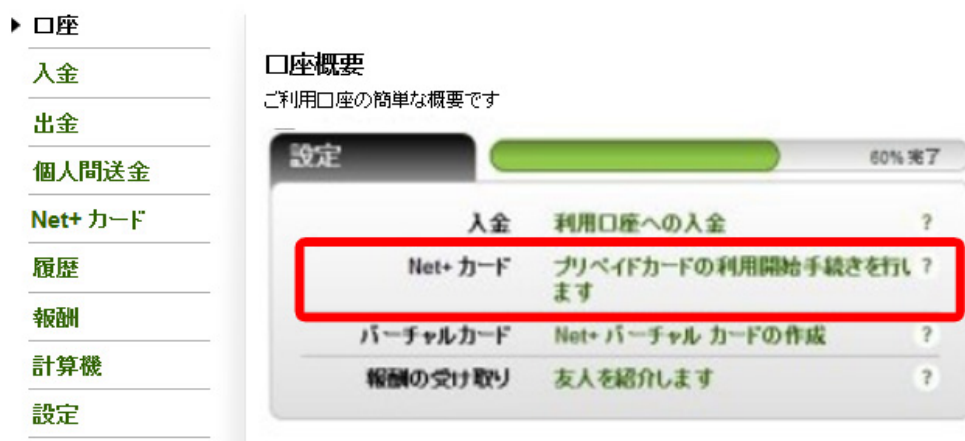 口座
入金
出金
個人間送金
Net+ カード
履歴
報酬
計算機
設定
口座概要
ご利用口座の簡単な概要です
設定
60% 完了
入金 利用口座への入金 ?
Net+ カード プリペイドカードの利用開始手続きを行い ?
ます
バーチャルカード Net+ バーチャル カードの作成 ?
報酬の受け取り 友人を紹介します ?